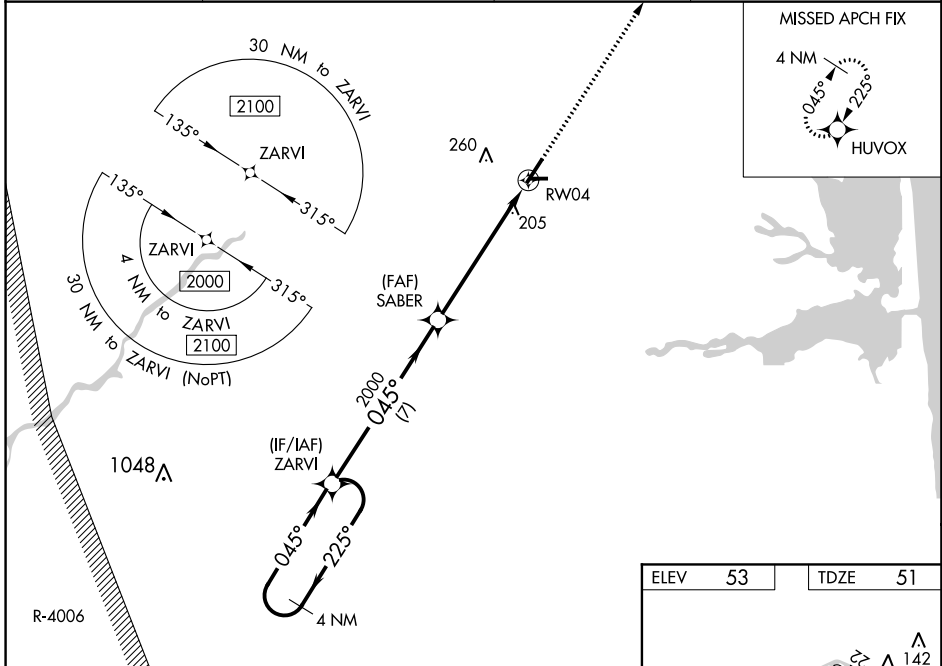 MISSED APCH FIX
4 NM
045°
225°
HUVOX
30 NM to ZARVI
2100
135°
ZARVI
315°
135°
ZARVI
2000
4 NM to ZARVI
315°
2100
30 NM to ZARVI (NoPT)
260
RW04
205
(FAF)
SABER
2000
045°
(7)
(IF/IAF)
ZARVI
1048
045°
225°
4 NM
R-4006
ELEV 53
TDZE 51
22
142